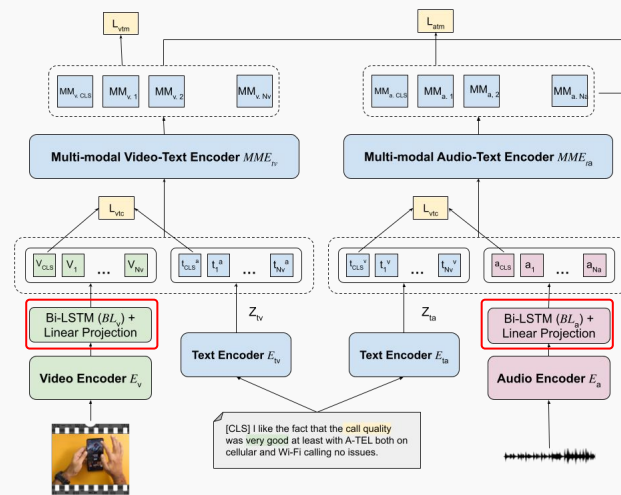 L_vtm
L_atm
MM_v, CLS MM_v, 1 MM_v, 2 MM_v, Nv
MM_a, CLS MM_a, 1 MM_a, 2 MM_a, Na
Multi-modal Video-Text Encoder MME_tv
Multi-modal Audio-Text Encoder MME_ta
L_vtc
L_vtc
V_CLS V_1 ... V_Nv
t_CLS^a t_1^a ... t_Nv^a
t_CLS^v t_1^v ... t_Nv^v
a_CLS a_1 ... a_Na
Bi-LSTM (BL_v) +
Linear Projection
Z_tv
Z_ta
Bi-LSTM (BL_a) +
Linear Projection
Video Encoder E_v
Text Encoder E_tv
Text Encoder E_ta
Audio Encoder E_a
[CLS] I like the fact that the call quality
was very good at least with A-TEL both on
cellular and Wi-Fi calling no issues.